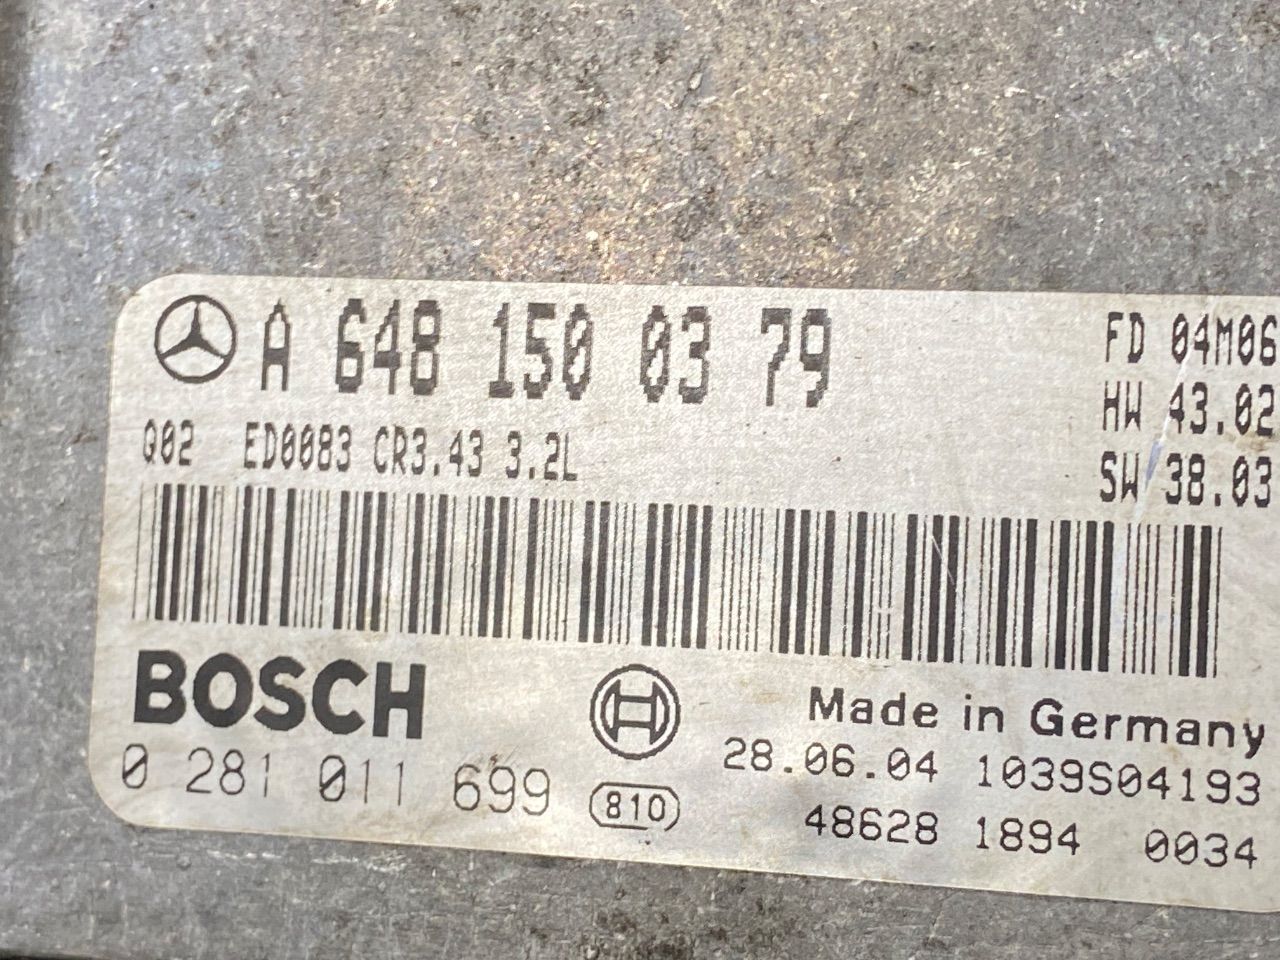 A 648 150 03 79
FD 04M06
HW 43.02
SW 38.03
Q02 ED0083 CR3.43 3.2L
BOSCH
0 281 011 699
810
Made in Germany
28.06.04 1039S04193
48628 1894 0034